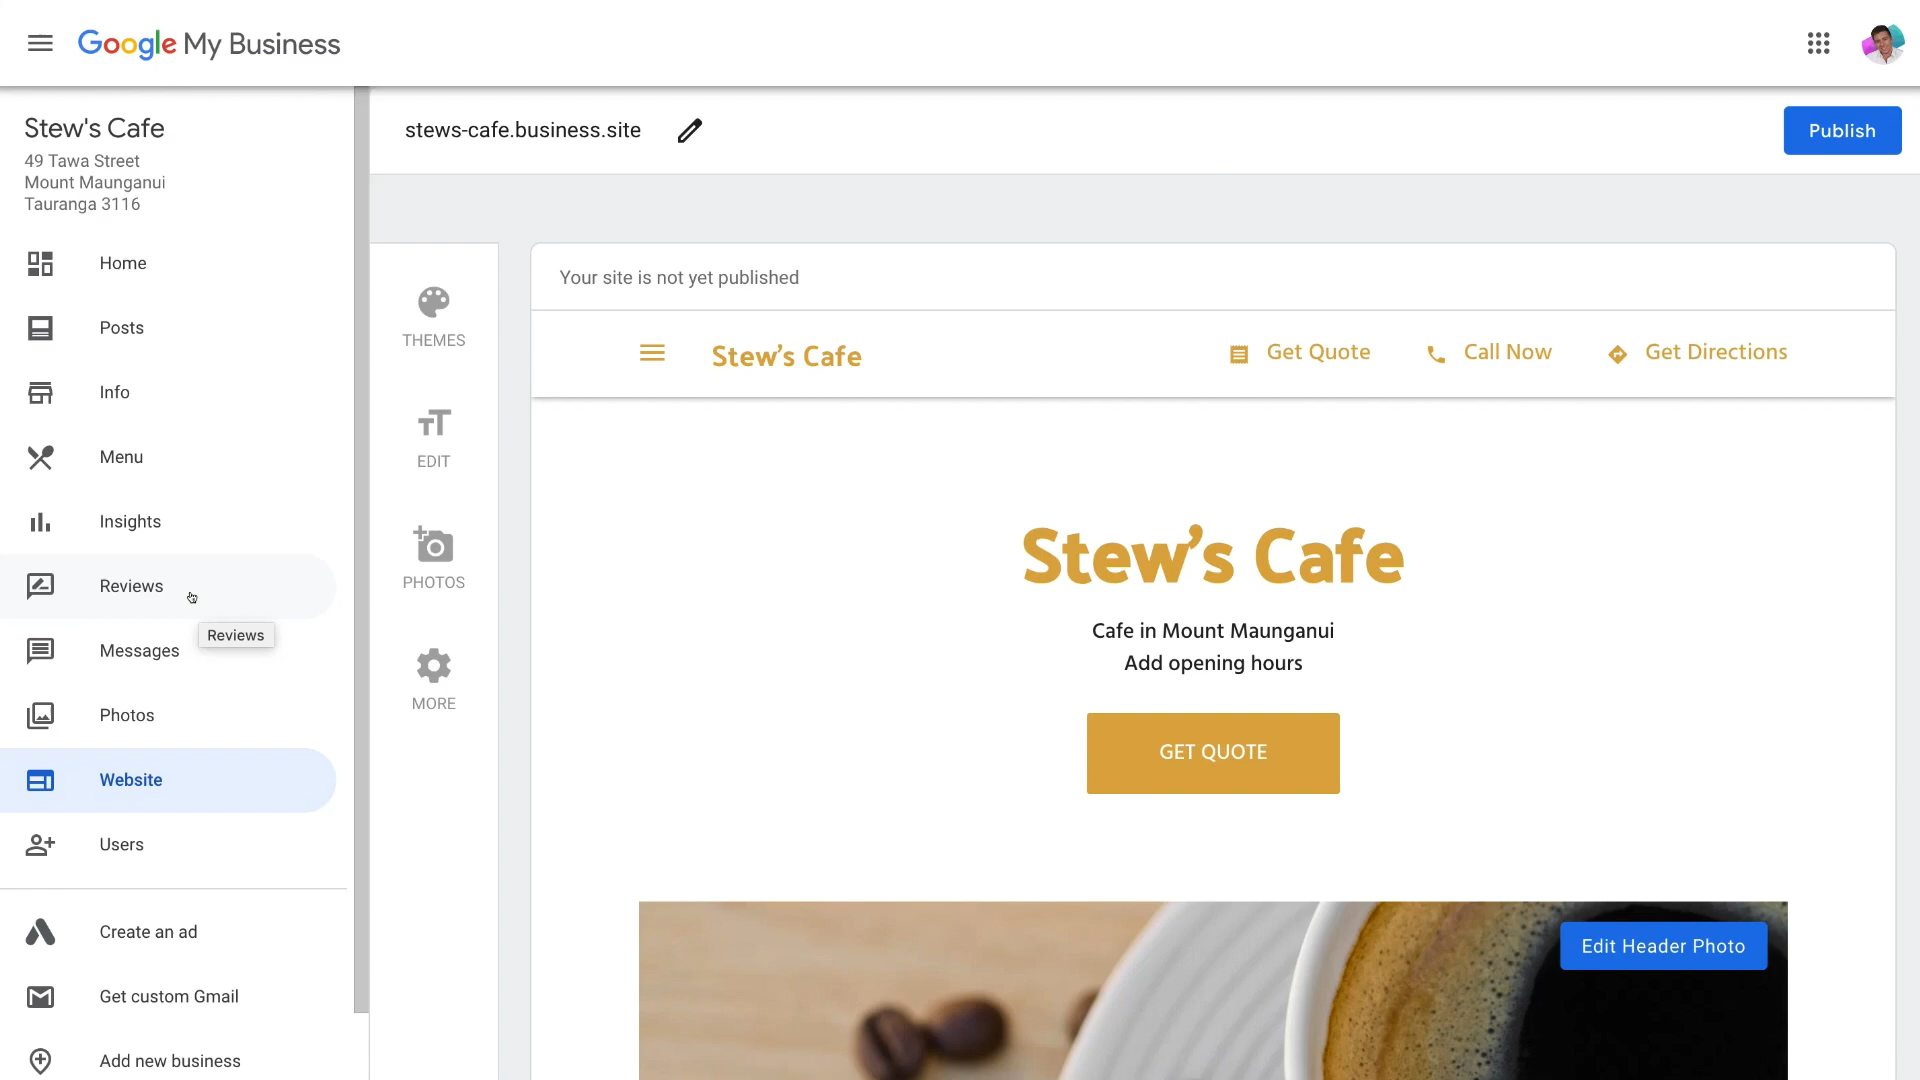 Google My Business
Stew's Cafe
49 Tawa Street
Mount Maunganui
Tauranga 3116
Home
Posts
Info
Menu
Insights
Reviews
Reviews
Messages
Photos
Website
Users
Create an ad
Get custom Gmail
Add new business
stews-cafe.business.site
Publish
THEMES
EDIT
PHOTOS
MORE
Your site is not yet published
Stew’s Cafe
Get Quote
Call Now
Get Directions
Stew’s Cafe
Cafe in Mount Maunganui
Add opening hours
GET QUOTE
Edit Header Photo